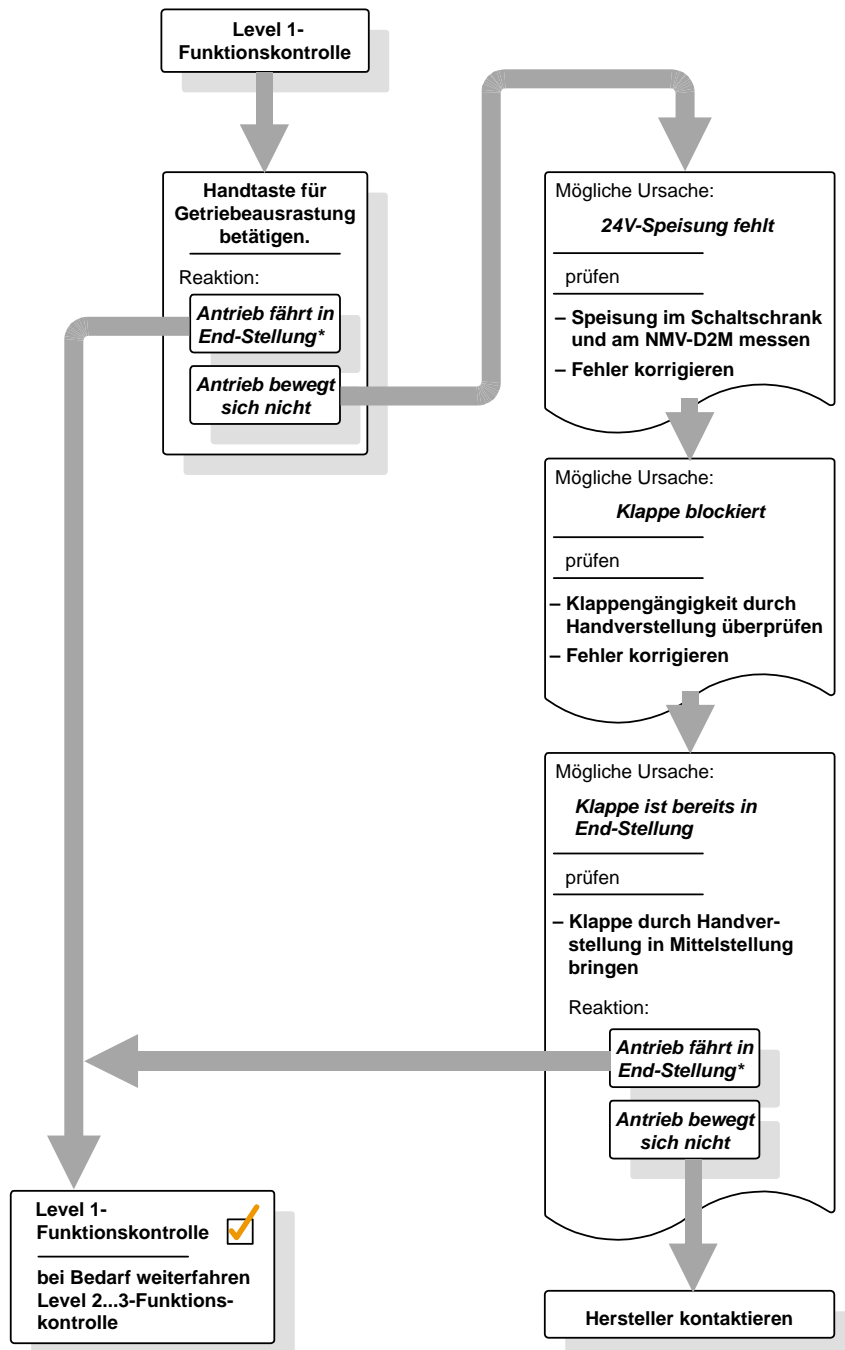 Level 1-
Funktionskontrolle
Handtaste für
Getriebeausrastung
betätigen.
Reaktion:
Antrieb fährt in
End-Stellung*
Antrieb bewegt
sich nicht
Mögliche Ursache:
24V-Speisung fehlt
prüfen
– Speisung im Schaltschrank
und am NMV-D2M messen
– Fehler korrigieren
Mögliche Ursache:
Klappe blockiert
prüfen
– Klappengängigkeit durch
Handverstellung überprüfen
– Fehler korrigieren
Mögliche Ursache:
Klappe ist bereits in
End-Stellung
prüfen
– Klappe durch Handver-
stellung in Mittelstellung
bringen
Reaktion:
Antrieb fährt in
End-Stellung*
Antrieb bewegt
sich nicht
Level 1-
Funktionskontrolle
bei Bedarf weiterfahren
Level 2...3-Funktions-
kontrolle
Hersteller kontaktieren